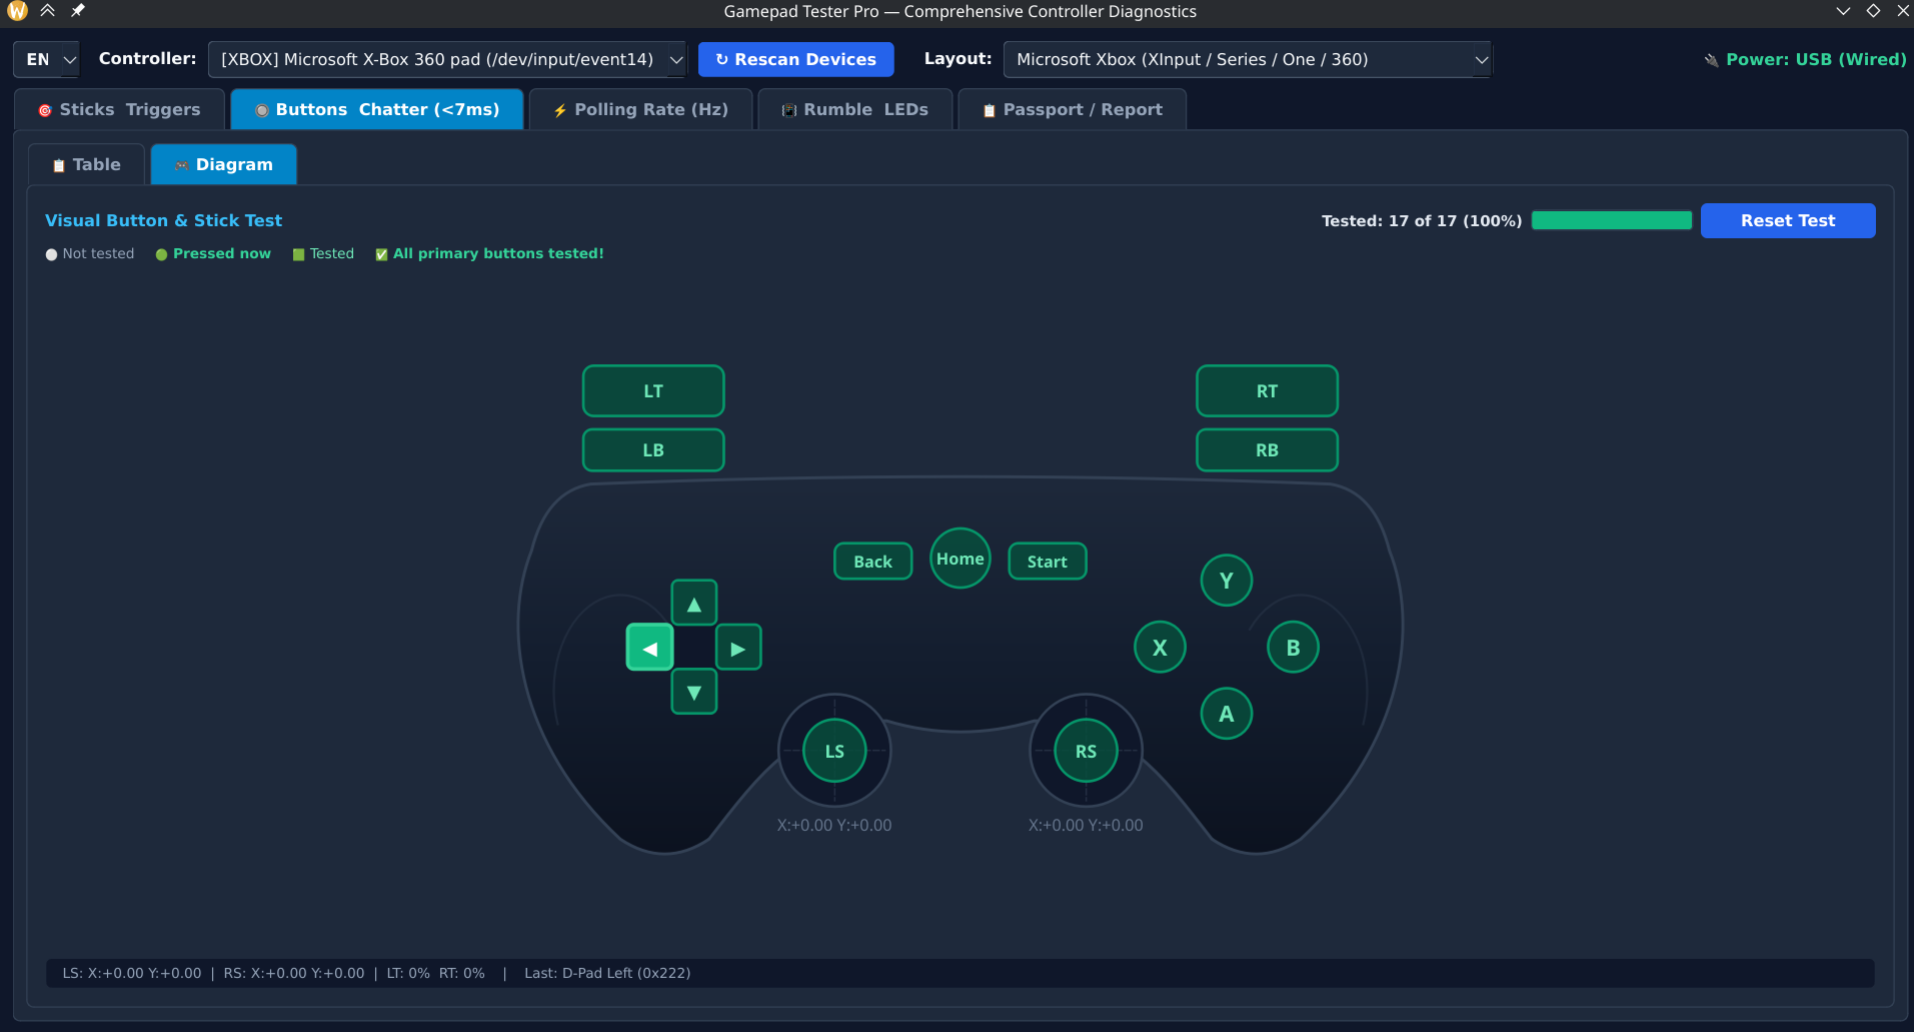 Gamepad Tester Pro — Comprehensive Controller Diagnostics
EN Controller: [XBOX] Microsoft X-Box 360 pad (/dev/input/event14) ↻ Rescan Devices Layout: Microsoft Xbox (XInput / Series / One / 360) Power: USB (Wired)
Sticks Triggers Buttons Chatter (<7ms) Polling Rate (Hz) Rumble LEDs Passport / Report
Table Diagram
Visual Button & Stick Test Tested: 17 of 17 (100%) Reset Test
Not tested Pressed now Tested All primary buttons tested!
LT RT
LB RB
Back Home Start
Y
X B
A
LS RS
X:+0.00 Y:+0.00 X:+0.00 Y:+0.00
LS: X:+0.00 Y:+0.00 | RS: X:+0.00 Y:+0.00 | LT: 0% RT: 0% | Last: D-Pad Left (0x222)